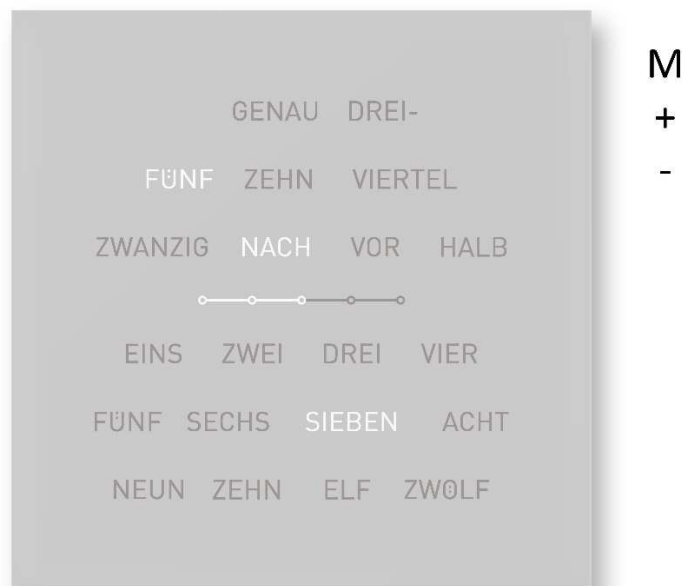 GENAU DREI-
FÜNF ZEHN VIERTEL
ZWANZIG NACH VOR HALB
EINS ZWEI DREI VIER
FÜNF SECHS SIEBEN ACHT
NEUN ZEHN ELF ZWÖLF
M
+
-